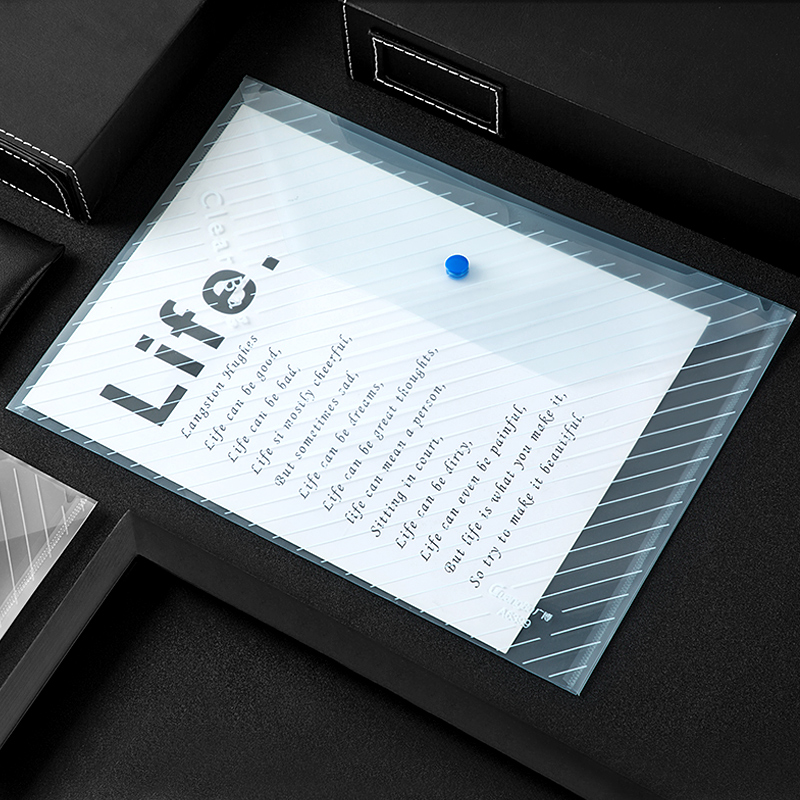 Life.
Langston Hughes
Life can be good,
Life can be bad,
Life si mostly cheerful,
But sometimes sad,
Life can be dreams,
Life can be great thoughts,
life can mean a person,
Sitting in court,
Life can be dirty,
Life can even be painful,
But life is what you make it,
So try to make it beautiful.
Clear